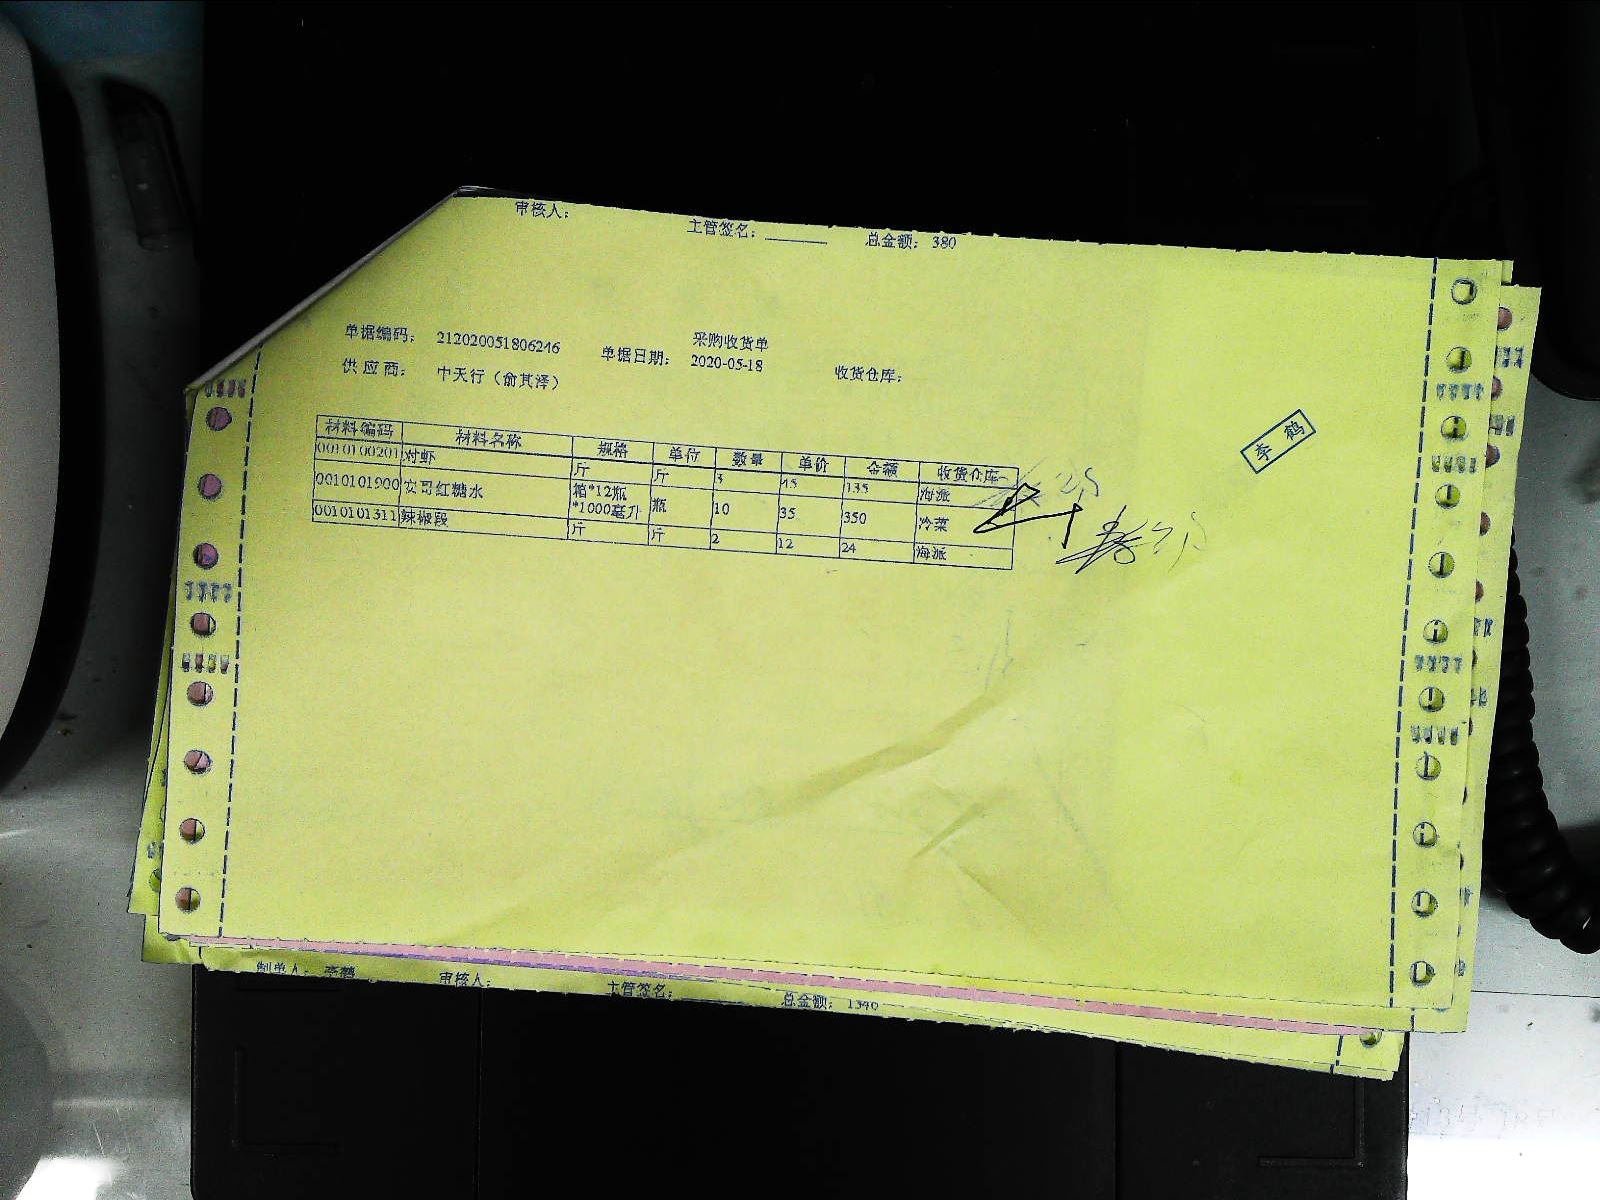 审核人：
主管签名：______ 总金额： 380
采购收货单
单据编码： 212020051806246 单据日期： 2020-05-18 收货仓库：
供 应 商： 中天行（俞其泽）
材料编码 材料名称 规格 单位 数量 单价 金额 收货仓库
0010100201 对虾 斤 斤 3 45 135 海派
0010101900 安哥红糖水 箱*12瓶*1000毫升 瓶 10 35 350 冷菜
0010101311 辣椒段 斤 斤 2 12 24 海派
李鹤
制单人： 李鹤 审核人： 主管签名：______ 总金额： 1340